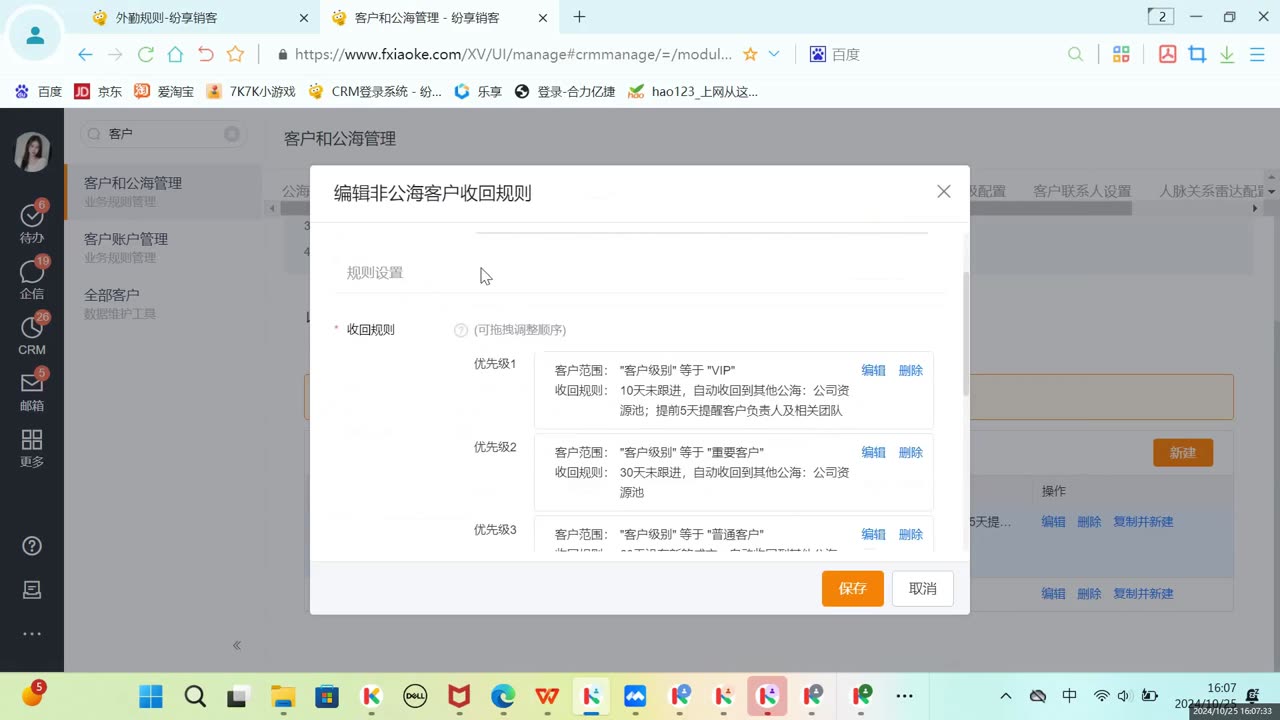 外勤规则-纷享销客
客户和公海管理 - 纷享销客
2
https://www.fxiaoke.com/XV/UI/manage#crmmanage/=/modul...
百度
百度
京东
爱淘宝
7K7K小游戏
CRM登录系统 - 纷...
乐享
登录-合力亿捷
hao123_上网从这...
客户
客户和公海管理
客户和公海管理
业务规则管理
客户账户管理
业务规则管理
全部客户
数据维护工具
6
待办
19
企信
26
CRM
5
邮箱
更多
公海
级配置
客户联系人设置
人脉关系雷达配置
3
4
编辑非公海客户收回规则
规则设置
* 收回规则
(可拖拽调整顺序)
优先级1
客户范围： "客户级别" 等于 "VIP"
编辑 删除
收回规则： 10天未跟进，自动收回到其他公海：公司资
源池；提前5天提醒客户负责人及相关团队
优先级2
客户范围： "客户级别" 等于 "重要客户"
编辑 删除
收回规则： 30天未跟进，自动收回到其他公海：公司资
源池
优先级3
客户范围： "客户级别" 等于 "普通客户"
编辑 删除
保存
取消
新建
操作
5天提...
编辑 删除 复制并新建
编辑 删除 复制并新建
5
DELL
中
16:07
2024/10/25
2024/10/25 16:07:33